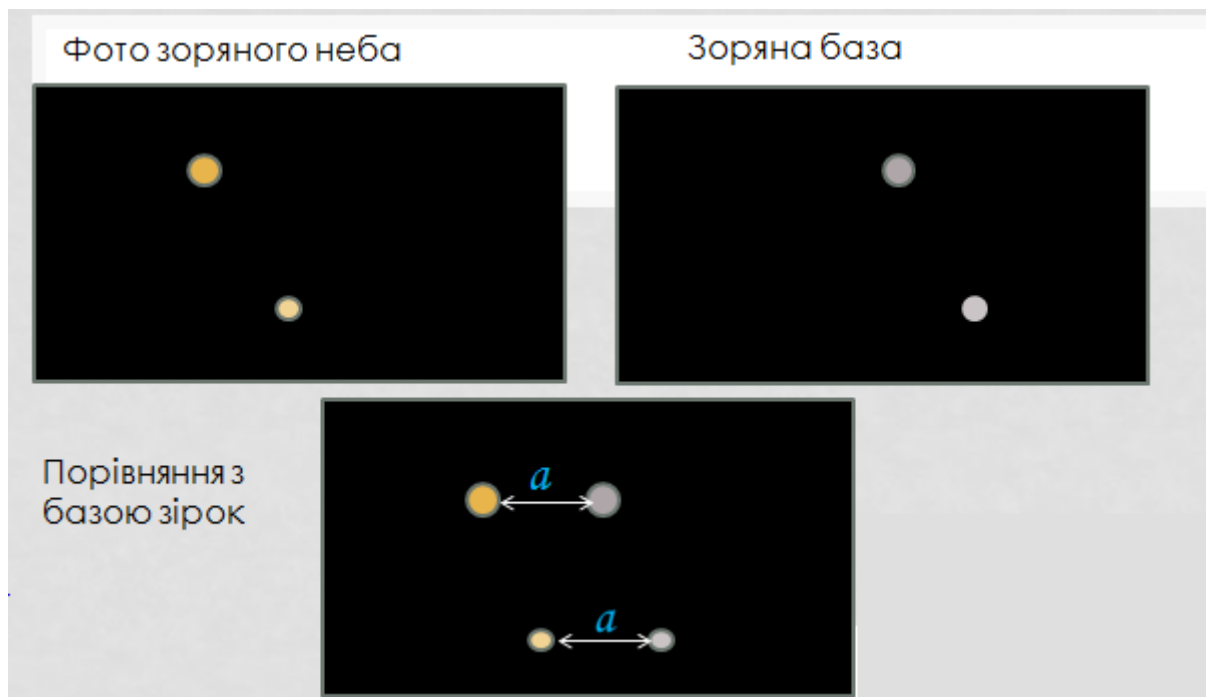 Фото зоряного неба
Зоряна база
Порівняння з
базою зірок
a
a